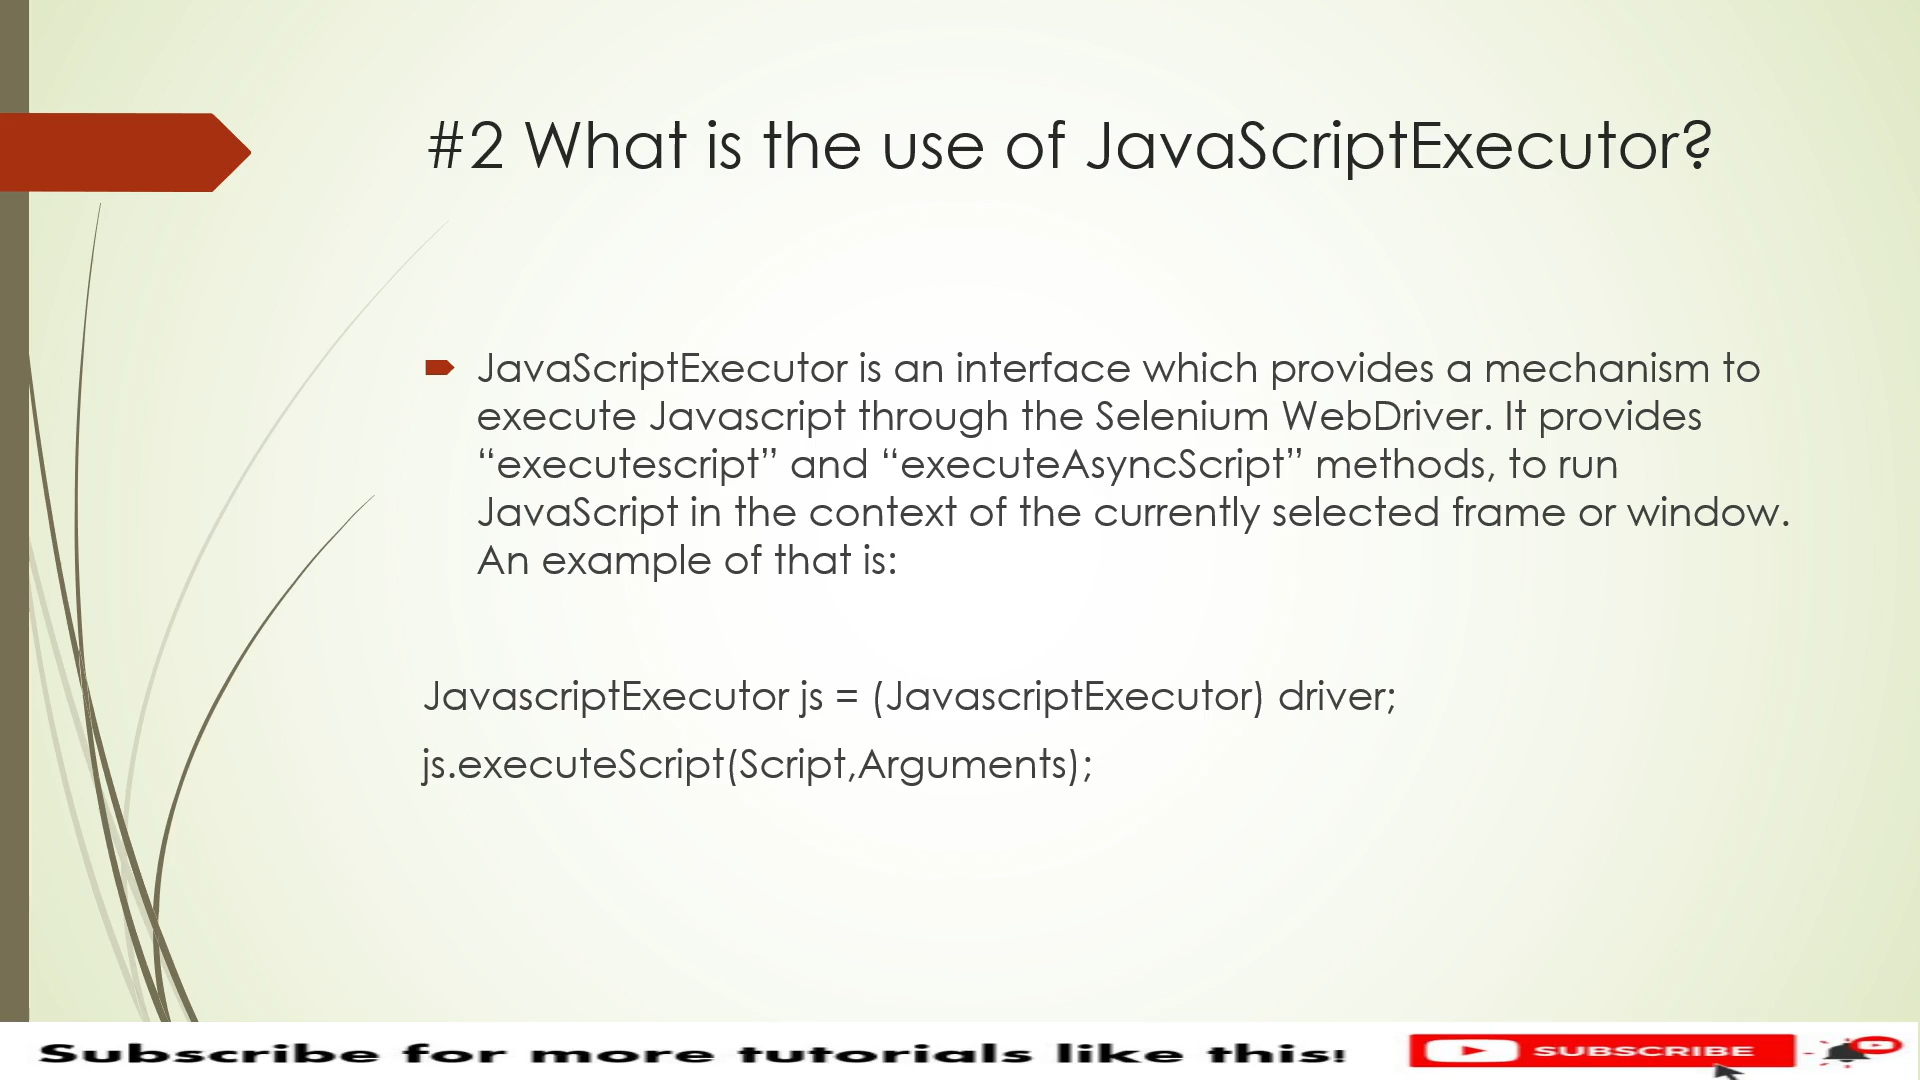 #2 What is the use of JavaScriptExecutor?
JavaScriptExecutor is an interface which provides a mechanism to
execute Javascript through the Selenium WebDriver. It provides
“executescript” and “executeAsyncScript” methods, to run
JavaScript in the context of the currently selected frame or window.
An example of that is:
JavascriptExecutor js = (JavascriptExecutor) driver;
js.executeScript(Script,Arguments);
Subscribe for more tutorials like this!
SUBSCRIBE